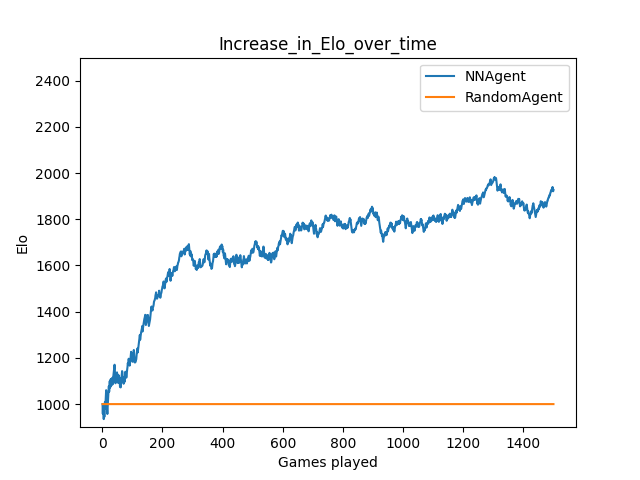 Increase_in_Elo_over_time
NNAgent
RandomAgent
Elo
2400
2200
2000
1800
1600
1400
1200
1000
0 200 400 600 800 1000 1200 1400
Games played